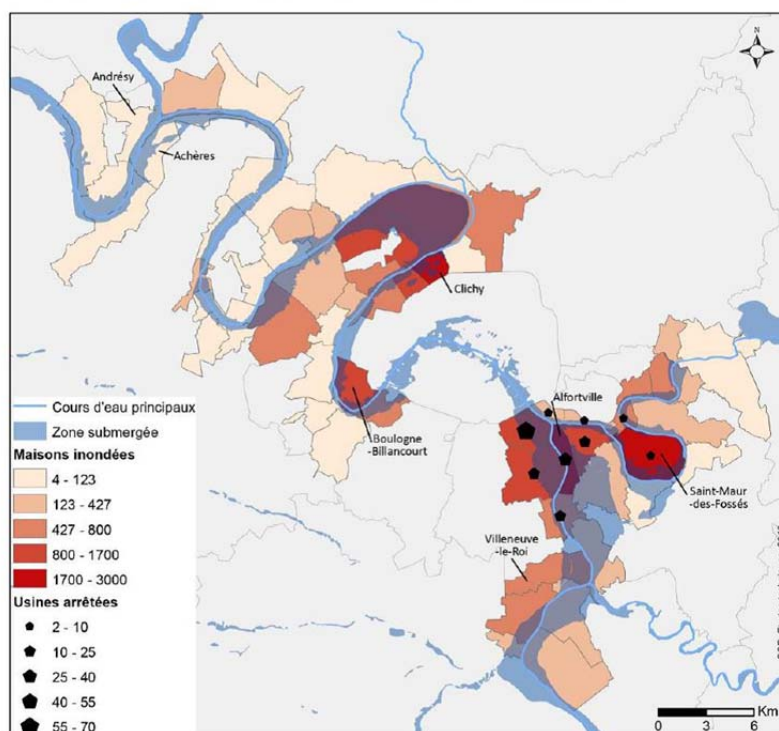 N
Andrésy
Achères
Clichy
Cours d'eau principaux
Zone submergée
Maisons inondées
4 - 123
123 - 427
427 - 800
800 - 1700
1700 - 3000
Usines arrêtées
2 - 10
10 - 25
25 - 40
40 - 55
55 - 70
Boulogne
-Billancourt
Alfortville
Saint-Maur
-des-Fossés
Villeneuve
-le-Roi
Km
0 3 6